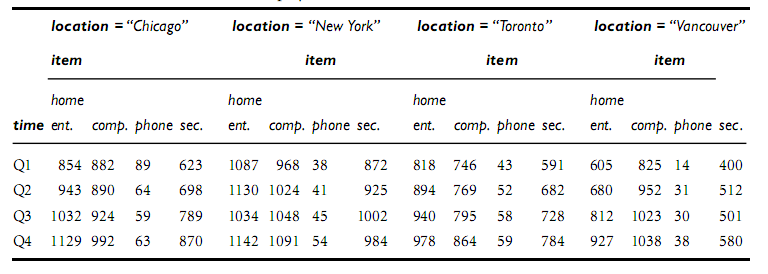 location = “Chicago” location = “New York” location = “Toronto” location = “Vancouver”
item item item item
home home home home
time ent. comp. phone sec. ent. comp. phone sec. ent. comp. phone sec. ent. comp. phone sec.
Q1 854 882 89 623 1087 968 38 872 818 746 43 591 605 825 14 400
Q2 943 890 64 698 1130 1024 41 925 894 769 52 682 680 952 31 512
Q3 1032 924 59 789 1034 1048 45 1002 940 795 58 728 812 1023 30 501
Q4 1129 992 63 870 1142 1091 54 984 978 864 59 784 927 1038 38 580